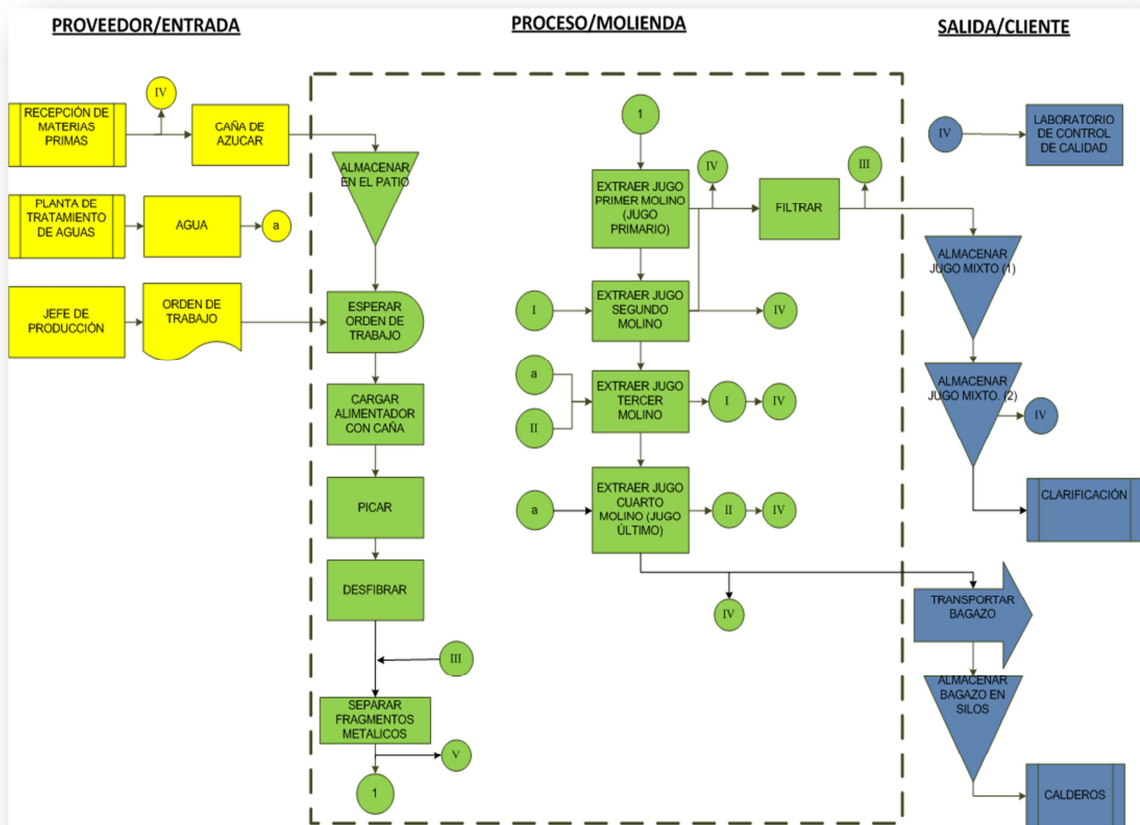 PROVEEDOR/ENTRADA
PROCESO/MOLIENDA
SALIDA/CLIENTE
RECEPCIÓN DE
MATERIAS
PRIMAS
IV
CAÑA DE
AZUCAR
PLANTA DE
TRATAMIENTO
DE AGUAS
AGUA
a
JEFE DE
PRODUCCIÓN
ORDEN DE
TRABAJO
ALMACENAR
EN EL PATIO
ESPERAR
ORDEN DE
TRABAJO
CARGAR
ALIMENTADOR
CON CAÑA
PICAR
DESFIBRAR
III
SEPARAR
FRAGMENTOS
METALICOS
V
1
1
EXTRAER JUGO
PRIMER MOLINO
(JUGO
PRIMARIO)
IV
FILTRAR
III
I
EXTRAER JUGO
SEGUNDO
MOLINO
IV
a
II
EXTRAER JUGO
TERCER
MOLINO
I
IV
a
EXTRAER JUGO
CUARTO
MOLINO (JUGO
ÚLTIMO)
II
IV
IV
IV
LABORATORIO
DE CONTROL
DE CALIDAD
ALMACENAR
JUGO MIXTO (1)
ALMACENAR
JUGO MIXTO. (2)
IV
CLARIFICACIÓN
TRANSPORTAR
BAGAZO
ALMACENAR
BAGAZO EN
SILOS
CALDEROS